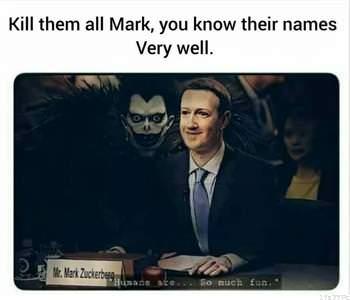 Kill them all Mark, you know their names
Very well.
Mr. Mark Zuckerberg
"Humans are... So much fun."